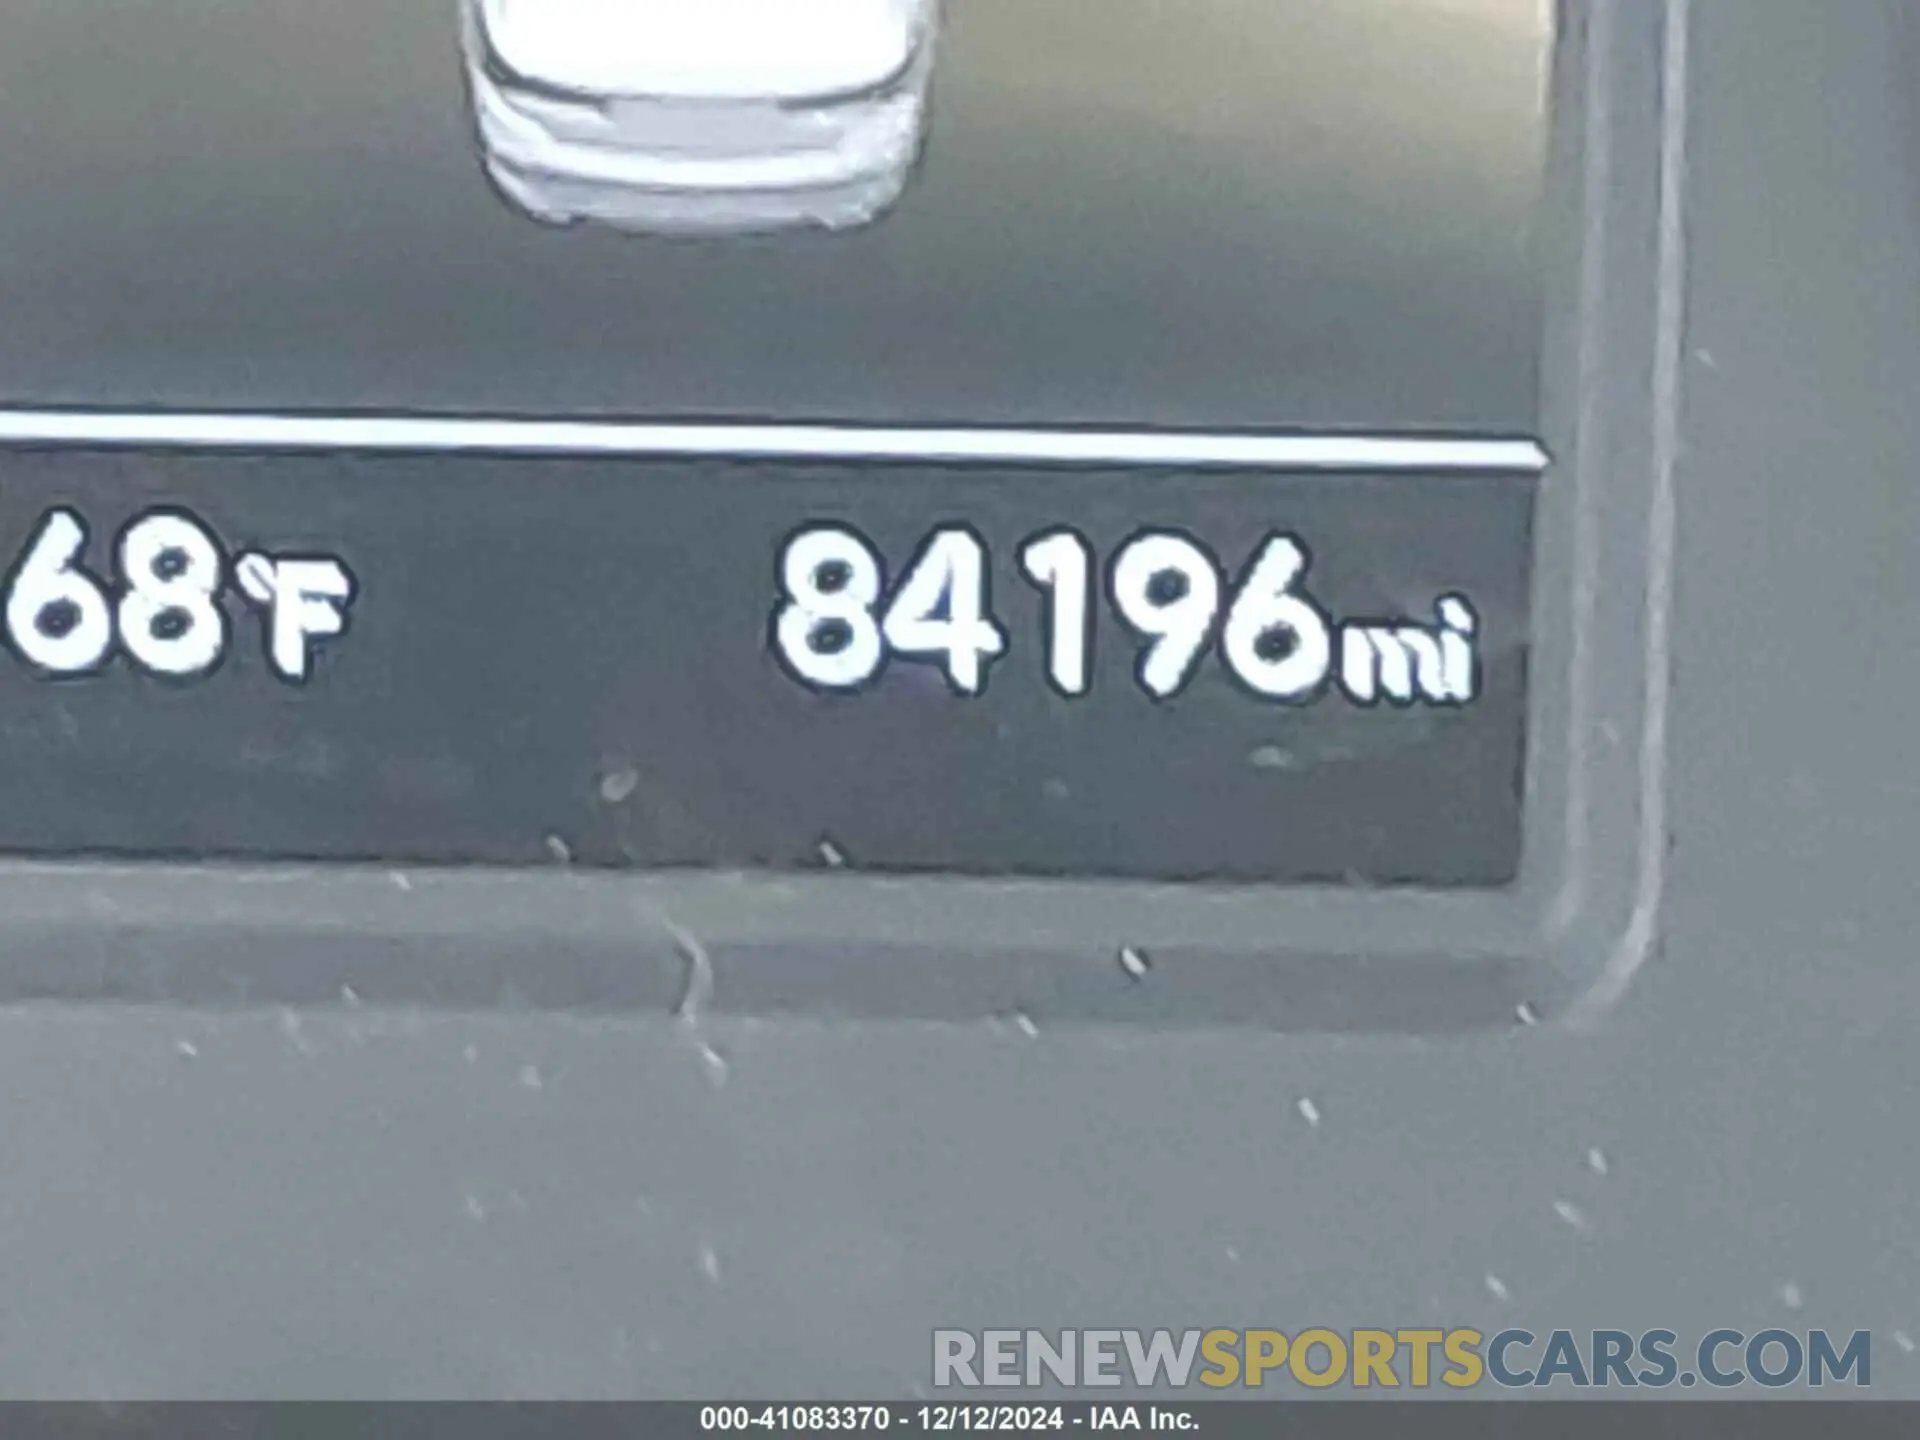 68°F 84196mi
RENEWSPORTSCARS.COM
000-41083370 - 12/12/2024 - IAA Inc.